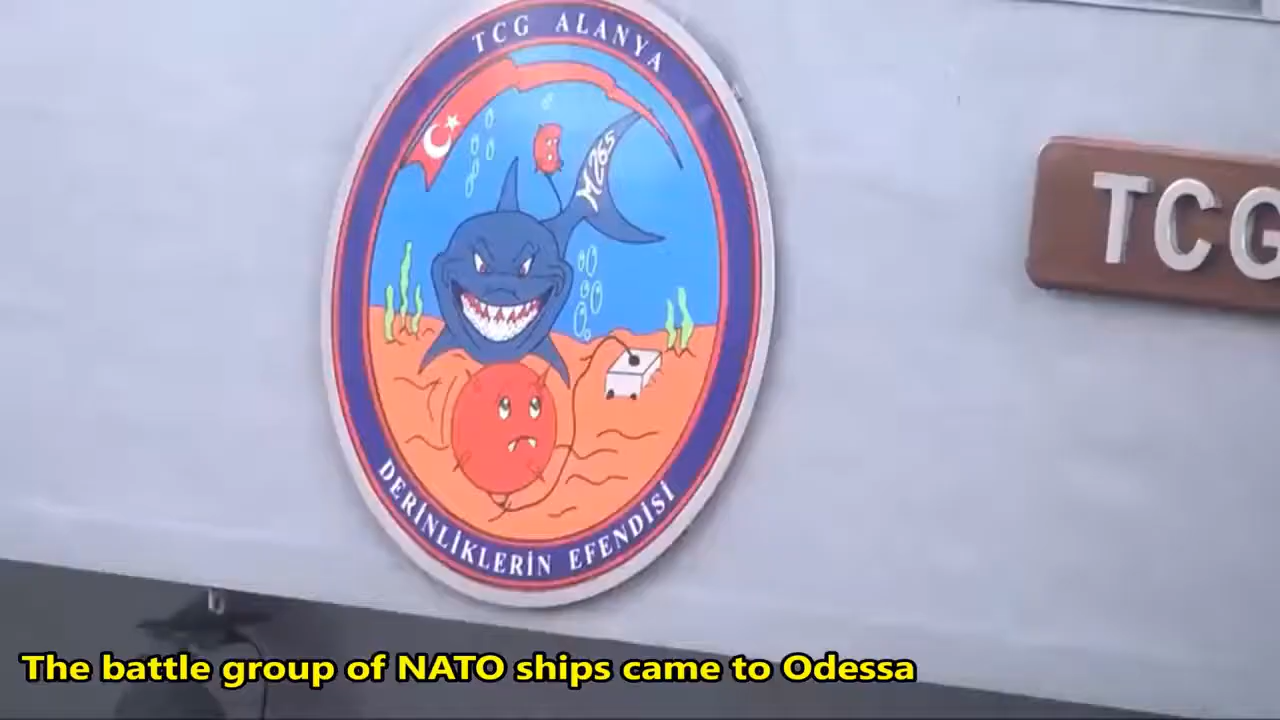 TCG ALANYA
M265
DERİNLİKLERİN EFENDİSİ
TCG
The battle group of NATO ships came to Odessa